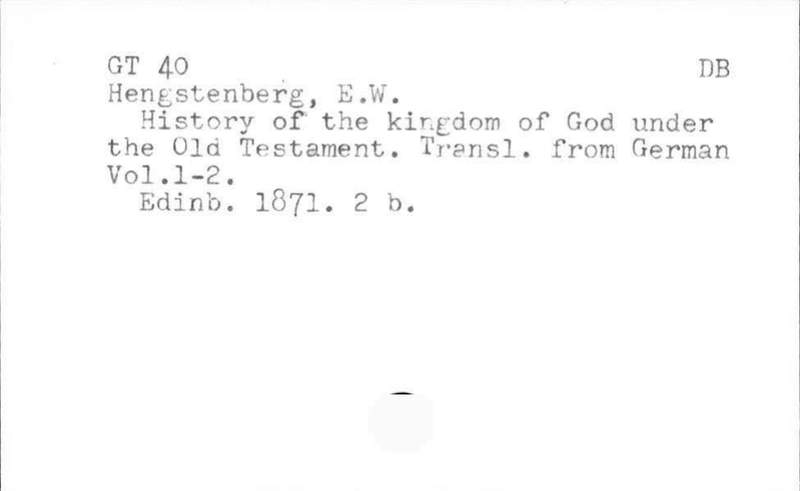 GT 40 DB
Hengstenberg, E.W.
History of the kingdom of God under
the Old Testament. Transl. from German
Vol.1-2.
Edinb. 1871. 2 b.